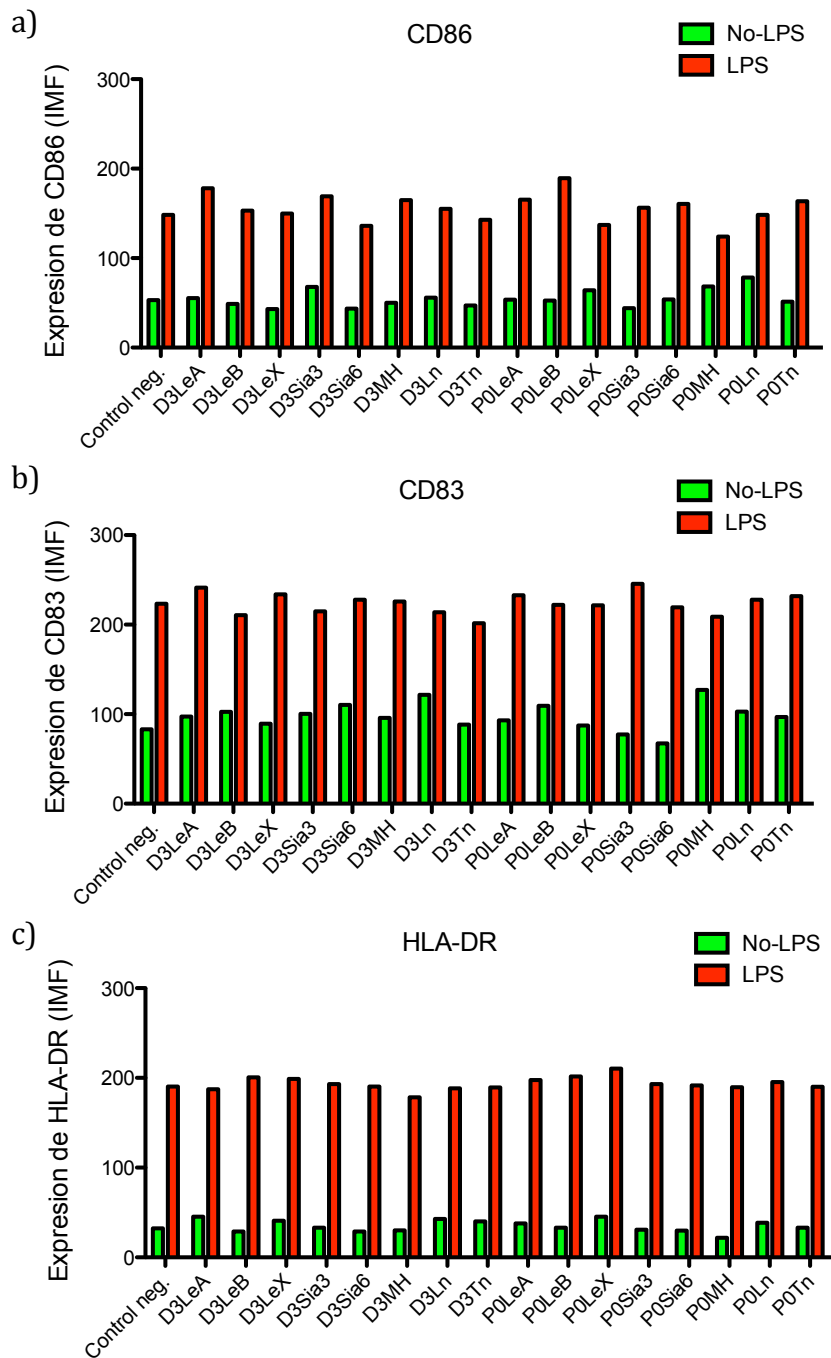 a)
CD86
No-LPS
LPS
Expresion de CD86 (IMF)
300
200
100
0
Control neg.
D3LeA
D3LeB
D3LeX
D3Sia3
D3Sia6
D3MH
D3Ln
D3Tn
P0LeA
P0LeB
P0LeX
P0Sia3
P0Sia6
P0MH
P0Ln
P0Tn
b)
CD83
No-LPS
LPS
Expresion de CD83 (IMF)
300
200
100
0
Control neg.
D3LeA
D3LeB
D3LeX
D3Sia3
D3Sia6
D3MH
D3Ln
D3Tn
P0LeA
P0LeB
P0LeX
P0Sia3
P0Sia6
P0MH
P0Ln
P0Tn
c)
HLA-DR
No-LPS
LPS
Expresion de HLA-DR (IMF)
300
200
100
0
Control neg.
D3LeA
D3LeB
D3LeX
D3Sia3
D3Sia6
D3MH
D3Ln
D3Tn
P0LeA
P0LeB
P0LeX
P0Sia3
P0Sia6
P0MH
P0Ln
P0Tn